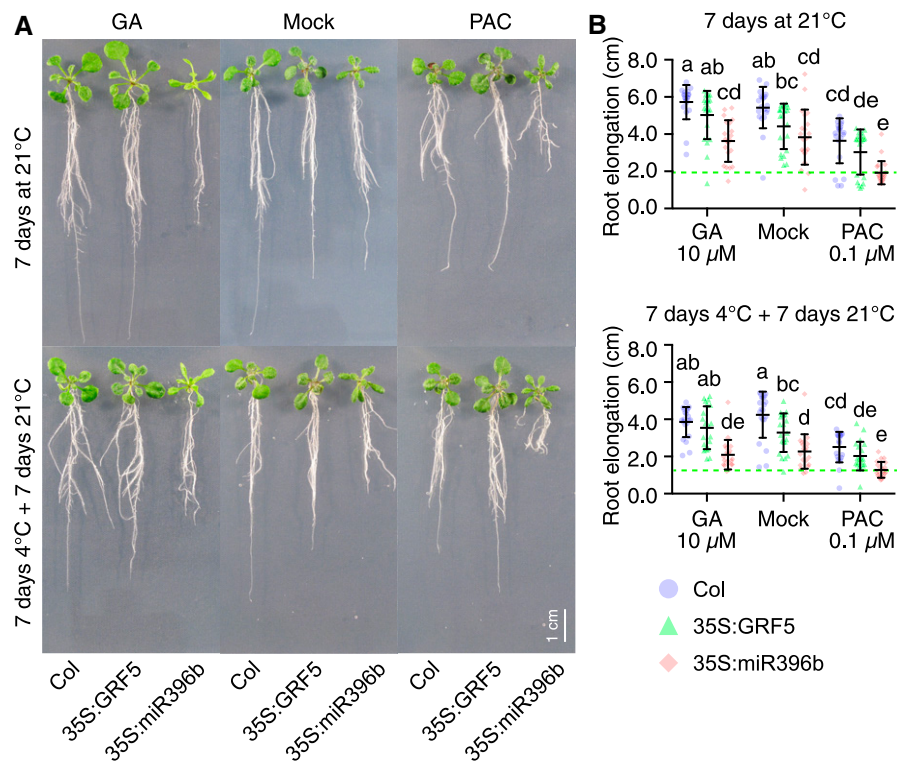 A
GA Mock PAC
7 days at 21°C
7 days 4°C + 7 days 21°C
1 cm
Col 35S:GRF5 35S:miR396b Col 35S:GRF5 35S:miR396b Col 35S:GRF5 35S:miR396b
B
7 days at 21°C
Root elongation (cm)
8.0
6.0
4.0
2.0
0.0
a ab cd ab bc cd cd de e
GA Mock PAC
10 µM 0.1 µM
7 days 4°C + 7 days 21°C
Root elongation (cm)
8.0
6.0
4.0
2.0
0.0
ab ab de a bc d cd de e
GA Mock PAC
10 µM 0.1 µM
Col
35S:GRF5
35S:miR396b